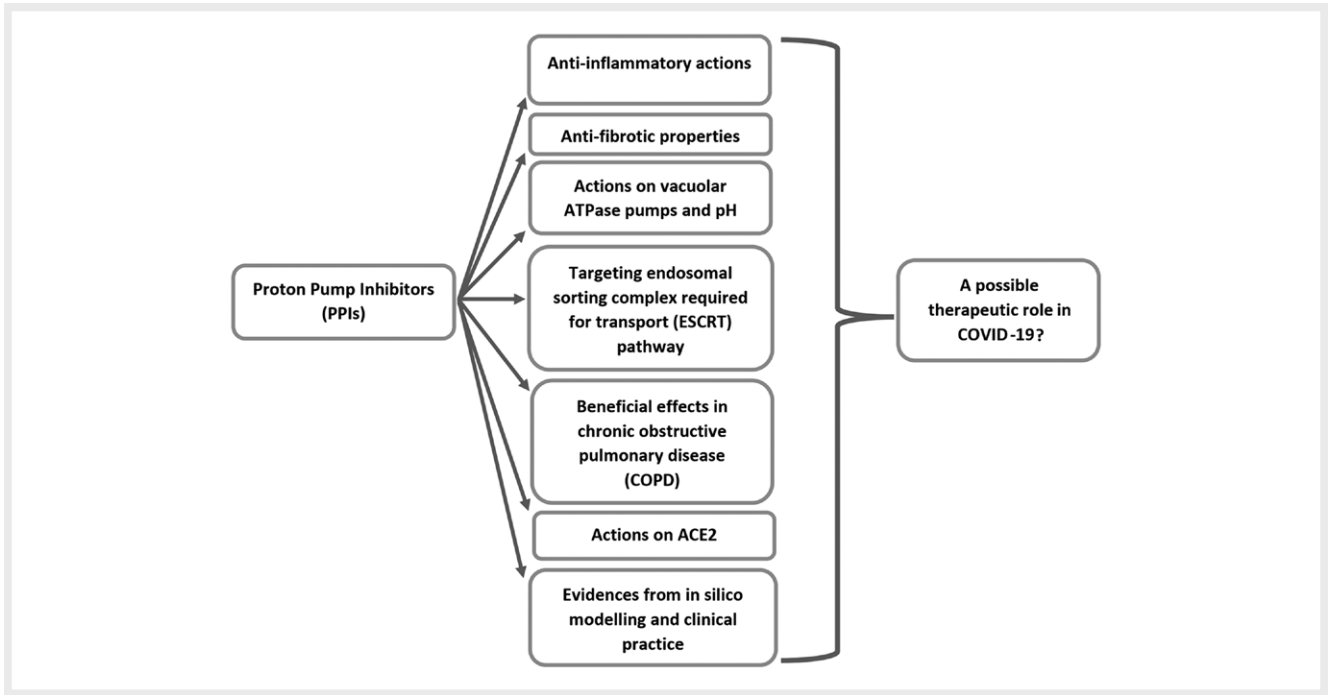 Proton Pump Inhibitors
(PPIs)
Anti-inflammatory actions
Anti-fibrotic properties
Actions on vacuolar
ATPase pumps and pH
Targeting endosomal
sorting complex required
for transport (ESCRT)
pathway
Beneficial effects in
chronic obstructive
pulmonary disease
(COPD)
Actions on ACE2
Evidences from in silico
modelling and clinical
practice
A possible
therapeutic role in
COVID-19?